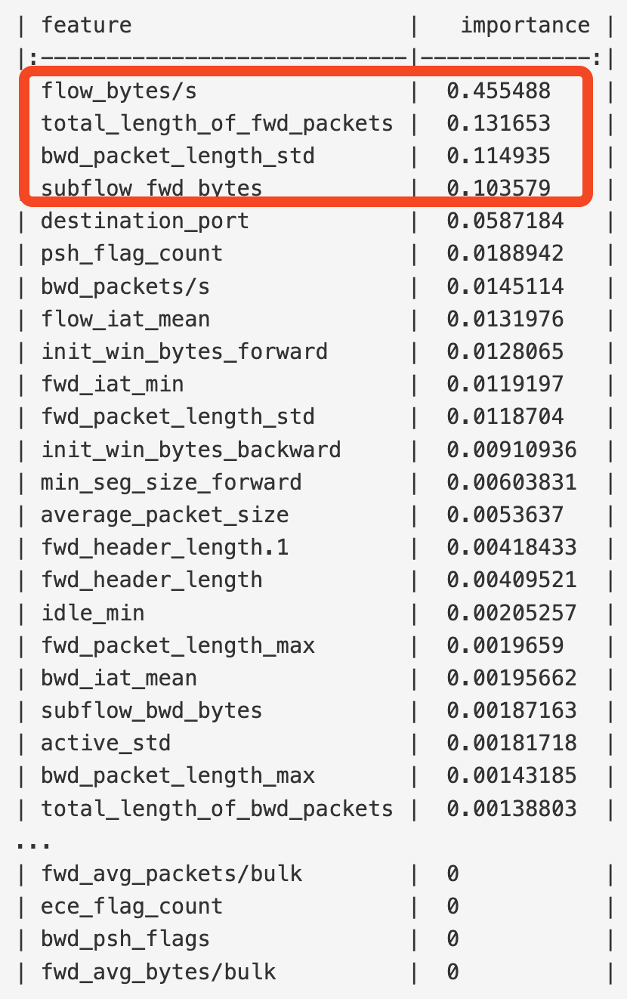 | feature                     |   importance |
|:----------------------------|-------------:|
flow_bytes/s                |  0.455488    |
total_length_of_fwd_packets |  0.131653    |
bwd_packet_length_std       |  0.114935    |
subflow_fwd_bytes           |  0.103579    |
| destination_port            |  0.0587184   |
| psh_flag_count              |  0.0188942   |
| bwd_packets/s               |  0.0145114   |
| flow_iat_mean               |  0.0131976   |
| init_win_bytes_forward      |  0.0128065   |
| fwd_iat_min                 |  0.0119197   |
| fwd_packet_length_std       |  0.0118704   |
| init_win_bytes_backward     |  0.00910936  |
| min_seg_size_forward        |  0.00603831  |
| average_packet_size         |  0.0053637   |
| fwd_header_length.1         |  0.00418433  |
| fwd_header_length           |  0.00409521  |
| idle_min                    |  0.00205257  |
| fwd_packet_length_max       |  0.0019659   |
| bwd_iat_mean                |  0.00195662  |
| subflow_bwd_bytes           |  0.00187163  |
| active_std                  |  0.00181718  |
| bwd_packet_length_max       |  0.00143185  |
| total_length_of_bwd_packets |  0.00138803  |
...
| fwd_avg_packets/bulk        |  0           |
| ece_flag_count              |  0           |
| bwd_psh_flags               |  0           |
| fwd_avg_bytes/bulk          |  0           |